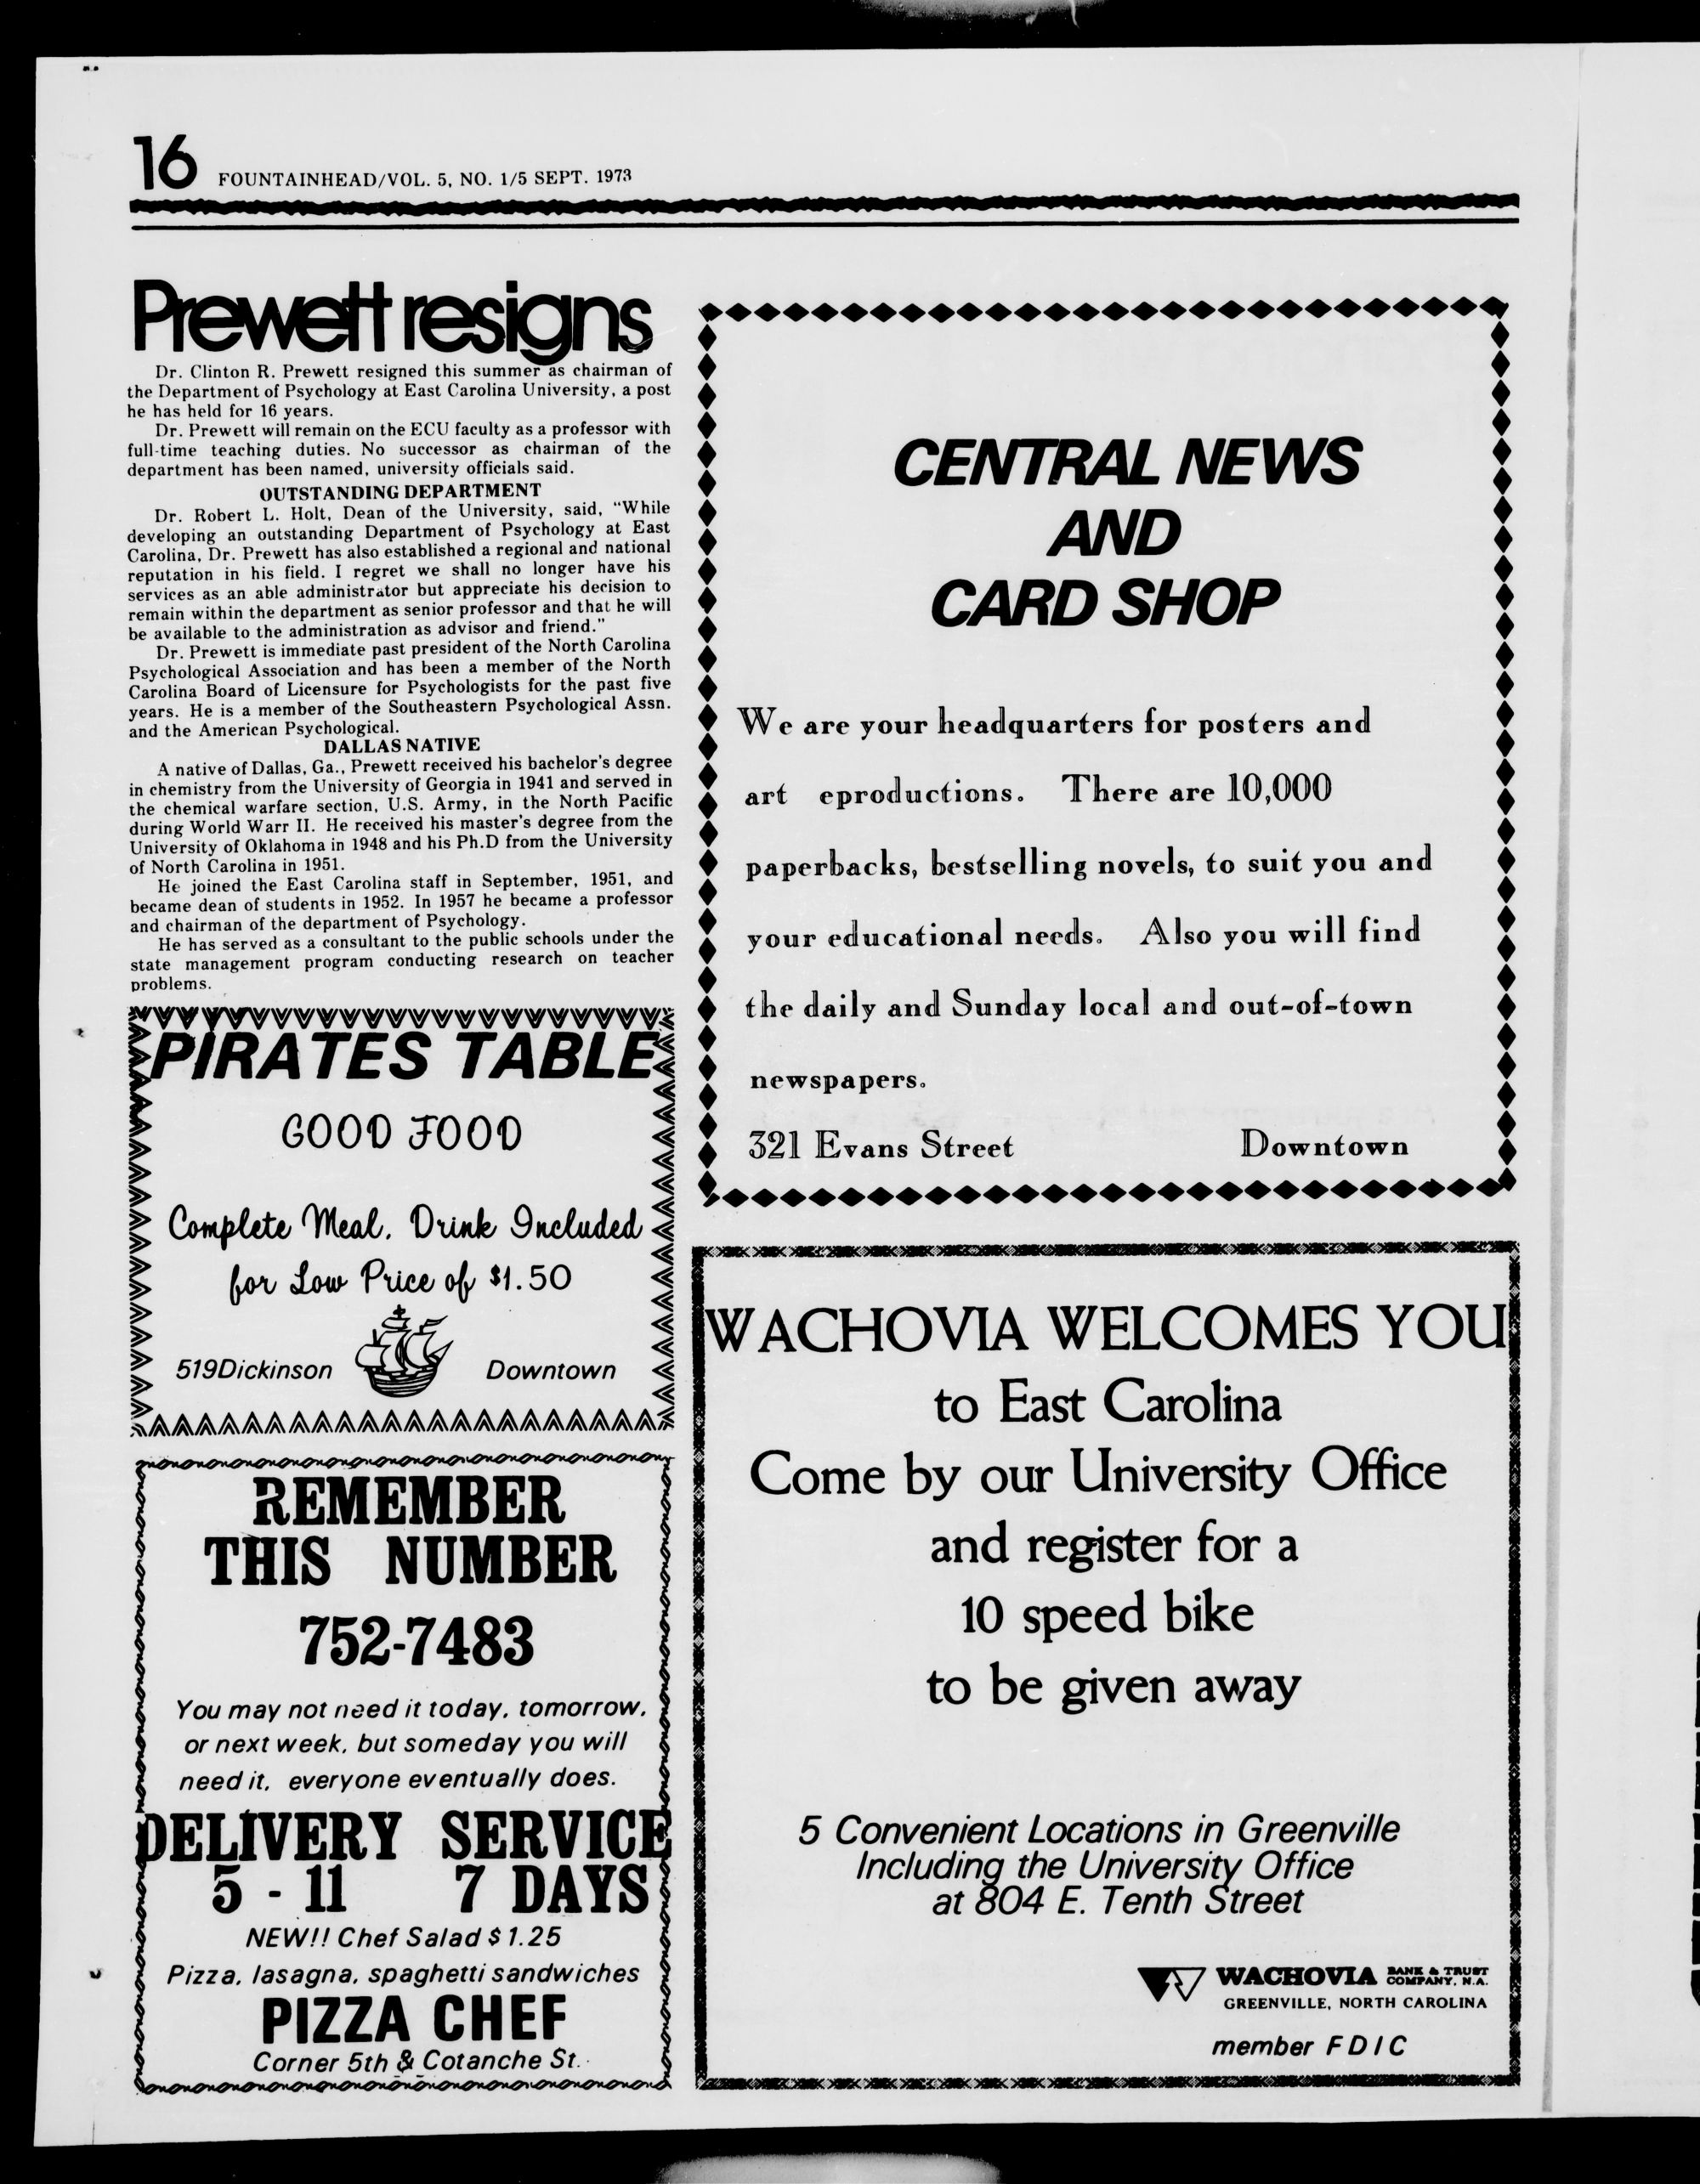 16 FOUNTAINHEAD/VOL. 5, NO. 1/5 SEPT. 1973
Prewett resigns
Dr. Clinton R. Prewett resigned this summer as chairman of
the Department of Psychology at East Carolina University, a post
he has held for 16 years.
Dr. Prewett will remain on the ECU faculty as a professor with
full-time teaching duties. No successor as chairman of the
department has been named, university officials said.
OUTSTANDING DEPARTMENT
Dr. Robert L. Holt, Dean of the University, said, "While
developing an outstanding Department of Psychology at East
Carolina, Dr. Prewett has also established a regional and national
reputation in his field. I regret we shall no longer have his
services as an able administrator but appreciate his decision to
remain within the department as senior professor and that he will
be available to the administration as advisor and friend."
Dr. Prewett is immediate past president of the North Carolina
Psychological Association and has been a member of the North
Carolina Board of Licensure for Psychologists for the past five
years. He is a member of the Southeastern Psychological Assn.
and the American Psychological.
DALLAS NATIVE
A native of Dallas, Ga., Prewett received his bachelor's degree
in chemistry from the University of Georgia in 1941 and served in
the chemical warfare section, U.S. Army, in the North Pacific
during World Warr II. He received his master's degree from the
University of Oklahoma in 1948 and his Ph.D from the University
of North Carolina in 1951.
He joined the East Carolina staff in September, 1951, and
became dean of students in 1952. In 1957 he became a professor
and chairman of the department of Psychology.
He has served as a consultant to the public schools under the
state management program conducting research on teacher
problems.
PIRATES TABLE
GOOD FOOD
Complete Meal, Drink Included
for Low Price of $1.50
519 Dickinson Downtown
REMEMBER
THIS NUMBER
752-7483
You may not need it today, tomorrow,
or next week, but someday you will
need it, everyone eventually does.
DELIVERY SERVICE
5 - 11 7 DAYS
NEW!! Chef Salad $1.25
Pizza, lasagna, spaghetti sandwiches
PIZZA CHEF
Corner 5th & Cotanche St.
CENTRAL NEWS
AND
CARD SHOP
We are your headquarters for posters and
art eproductions. There are 10,000
paperbacks, bestselling novels, to suit you and
your educational needs. Also you will find
the daily and Sunday local and out-of-town
newspapers.
321 Evans Street Downtown
WACHOVIA WELCOMES YOU
to East Carolina
Come by our University Office
and register for a
10 speed bike
to be given away
5 Convenient Locations in Greenville
Including the University Office
at 804 E. Tenth Street
WACHOVIA BANK & TRUST
COMPANY, N.A.
GREENVILLE, NORTH CAROLINA
member FDIC